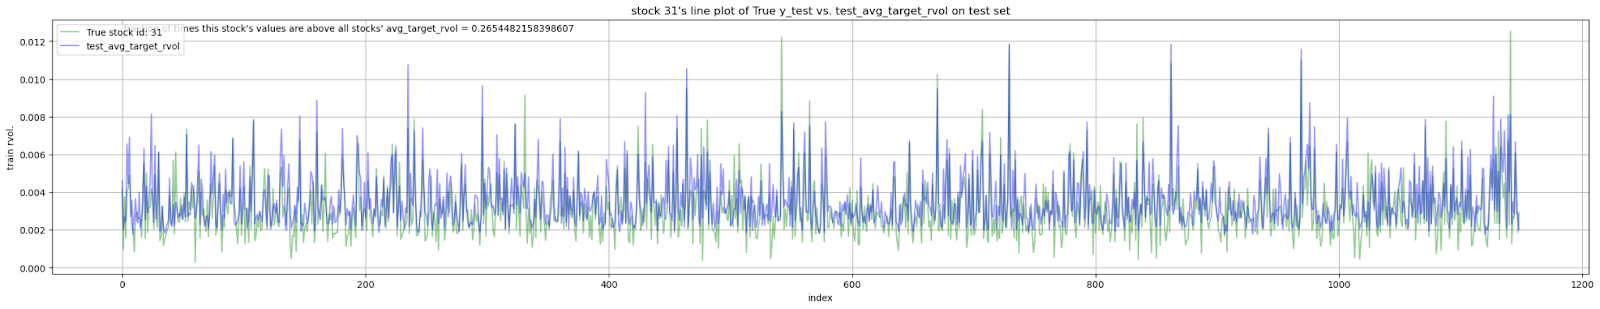 stock 31's line plot of True y_test vs. test_avg_target_rvol on test set
of times this stock's values are above all stocks' avg_target_rvol = 0.2654482158398607
True stock id: 31
test_avg_target_rvol
train rvol.
0.012
0.010
0.008
0.006
0.004
0.002
0.000
0 200 400 600 800 1000 1200
index